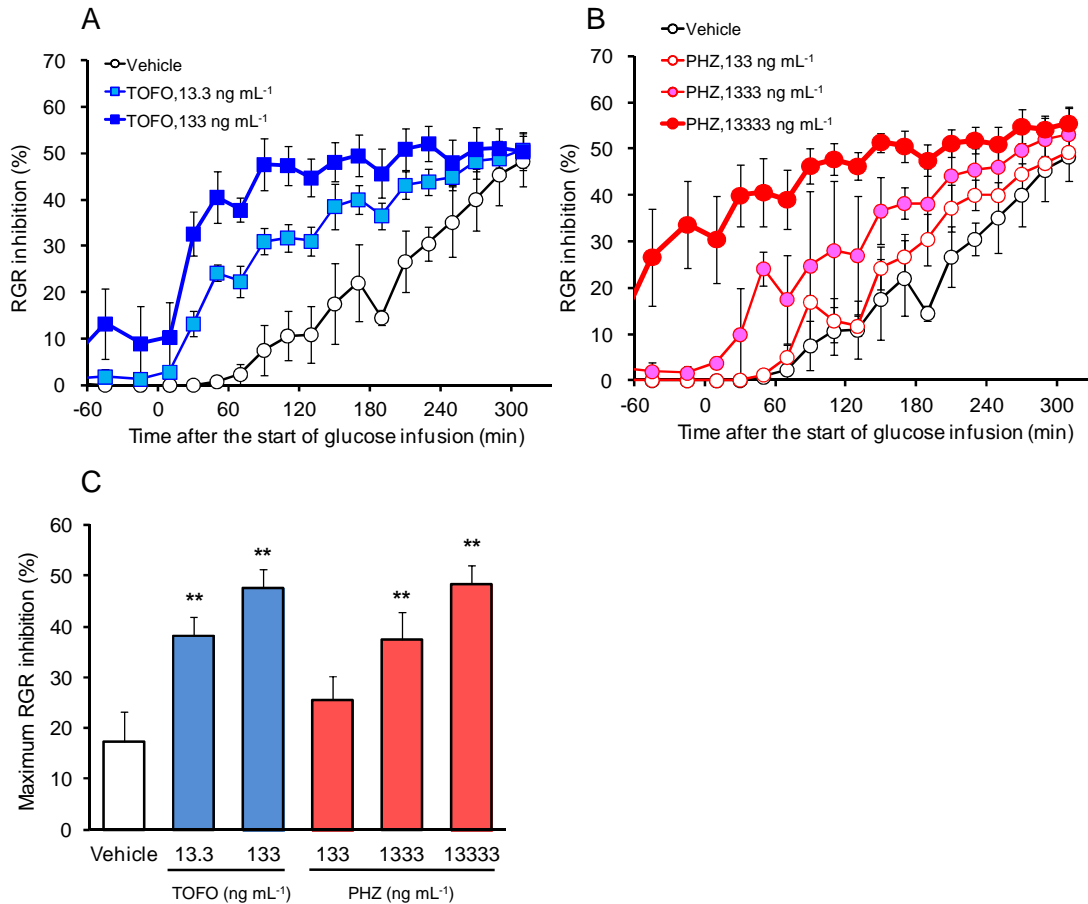 A
Vehicle
TOFO,13.3 ng mL⁻¹
TOFO,133 ng mL⁻¹
RGR inhibition (%)
70
60
50
40
30
20
10
0
-60 0 60 120 180 240 300
Time after the start of glucose infusion (min)
B
Vehicle
PHZ,133 ng mL⁻¹
PHZ,1333 ng mL⁻¹
PHZ,13333 ng mL⁻¹
RGR inhibition (%)
70
60
50
40
30
20
10
0
-60 0 60 120 180 240 300
Time after the start of glucose infusion (min)
C
Maximum RGR inhibition (%)
60
50
40
30
20
10
0
** ** ** **
Vehicle 13.3 133 133 1333 13333
TOFO (ng mL⁻¹) PHZ (ng mL⁻¹)